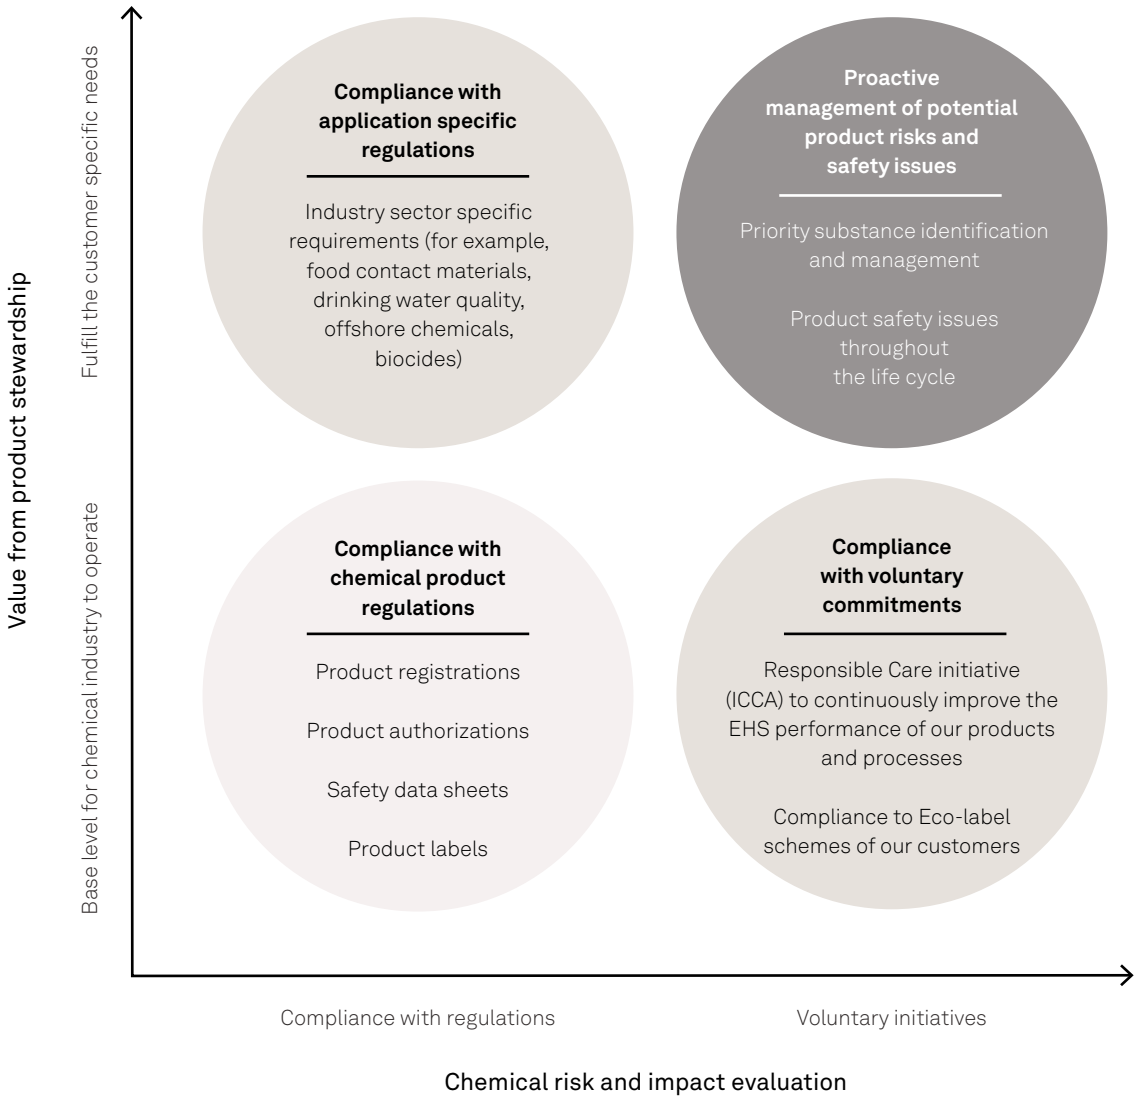 Value from product stewardship
Fulfill the customer specific needs
Base level for chemical industry to operate
Compliance with
application specific
regulations
Industry sector specific
requirements (for example,
food contact materials,
drinking water quality,
offshore chemicals,
biocides)
Proactive
management of potential
product risks and
safety issues
Priority substance identification
and management
Product safety issues
throughout
the life cycle
Compliance with
chemical product
regulations
Product registrations
Product authorizations
Safety data sheets
Product labels
Compliance
with voluntary
commitments
Responsible Care initiative
(ICCA) to continuously improve the
EHS performance of our products
and processes
Compliance to Eco-label
schemes of our customers
Compliance with regulations
Voluntary initiatives
Chemical risk and impact evaluation